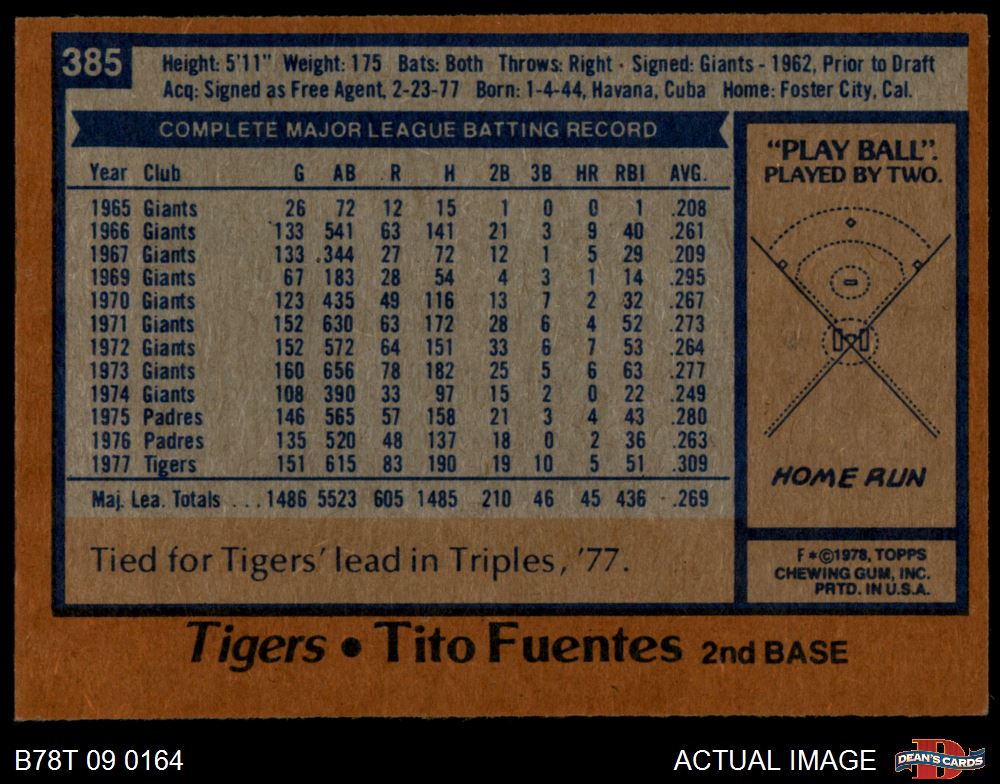 385
Height: 5'11" Weight: 175 Bats: Both Throws: Right · Signed: Giants - 1962, Prior to Draft
Acq: Signed as Free Agent, 2-23-77 Born: 1-4-44, Havana, Cuba Home: Foster City, Cal.
COMPLETE MAJOR LEAGUE BATTING RECORD
Year Club G AB R H 2B 3B HR RBI AVG.
1965 Giants 26 72 12 15 1 0 0 1 .208
1966 Giants 133 541 63 141 21 3 9 40 .261
1967 Giants 133 344 27 72 12 1 5 29 .209
1969 Giants 67 183 28 54 4 3 1 14 .295
1970 Giants 123 435 49 116 13 7 2 32 .267
1971 Giants 152 630 63 172 28 6 4 52 .273
1972 Giants 152 572 64 151 33 6 7 53 .264
1973 Giants 160 656 78 182 25 5 6 63 .277
1974 Giants 108 390 33 97 15 2 0 22 .249
1975 Padres 146 565 57 158 21 3 4 43 .280
1976 Padres 135 520 48 137 18 0 2 36 .263
1977 Tigers 151 615 83 190 19 10 5 51 .309
Maj. Lea. Totals ... 1486 5523 605 1485 210 46 45 436 .269
Tied for Tigers' lead in Triples, '77.
"PLAY BALL".
PLAYED BY TWO.
HOME RUN
F*©1978, TOPPS
CHEWING GUM, INC.
PRTD. IN U.S.A.
Tigers • Tito Fuentes 2nd BASE
B78T 09 0164
ACTUAL IMAGE
DEAN'S CARDS